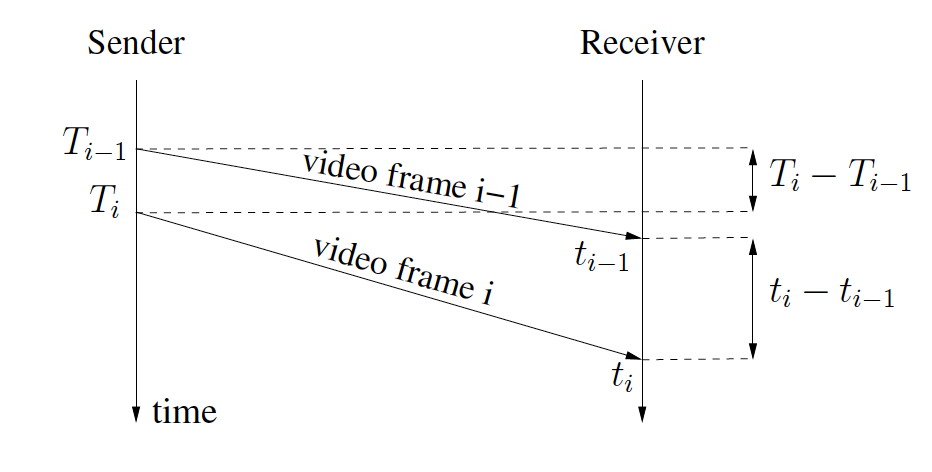 Sender
Receiver
T_{i-1}
video frame i−1
T_i - T_{i-1}
T_i
t_{i-1}
video frame i
t_i - t_{i-1}
t_i
time